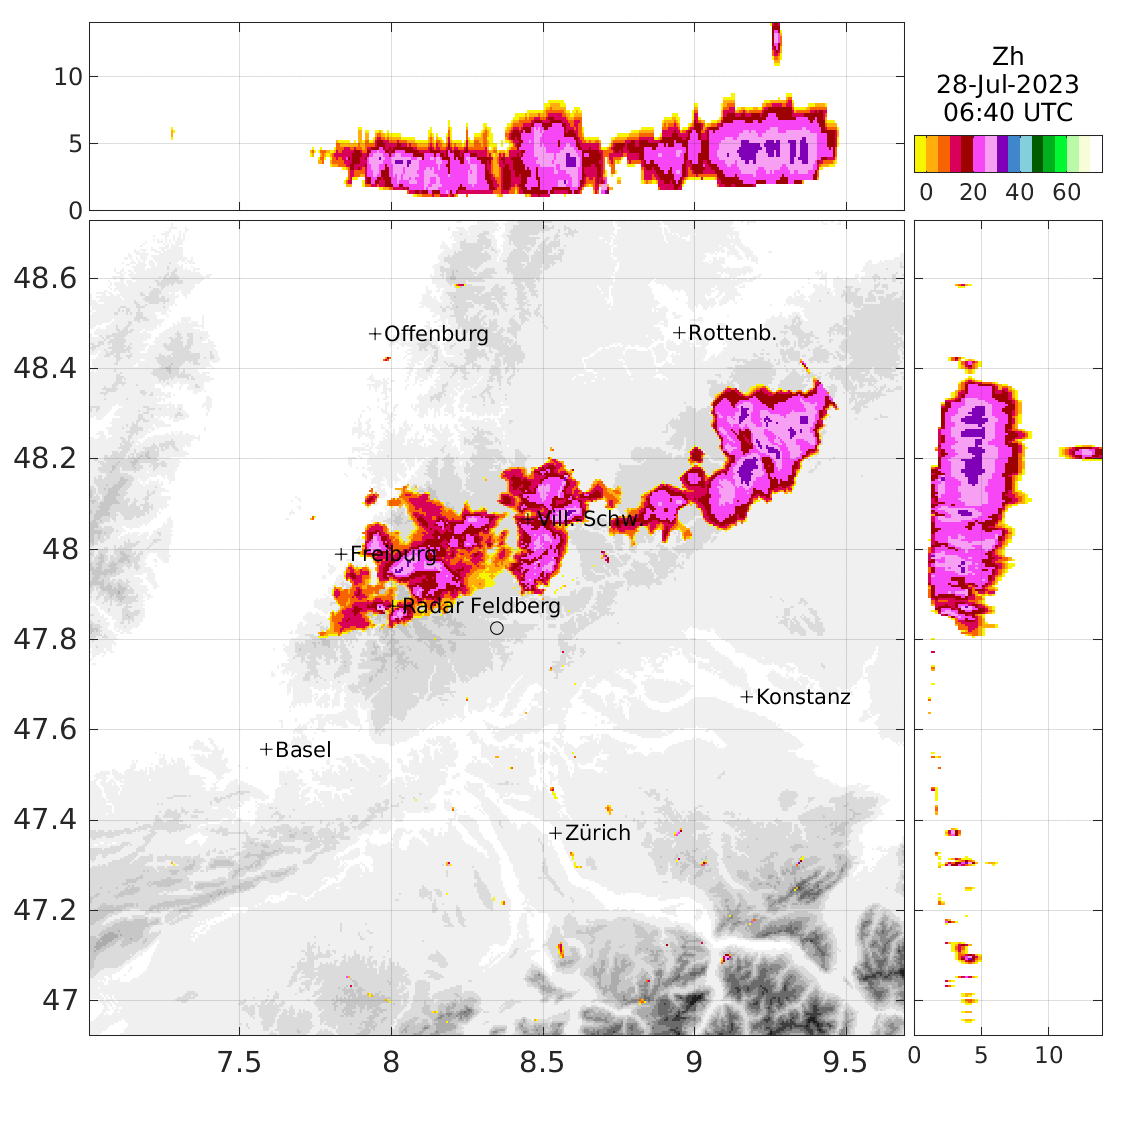 10
5
0
Zh
28-Jul-2023
06:40 UTC
0 20 40 60
48.6
48.4
48.2
48
47.8
47.6
47.4
47.2
47
+Offenburg
+Rottenb.
+Vill.-Schw.
+Freiburg
+Radar Feldberg
+Konstanz
+Basel
+Zürich
7.5 8 8.5 9 9.5
0 5 10